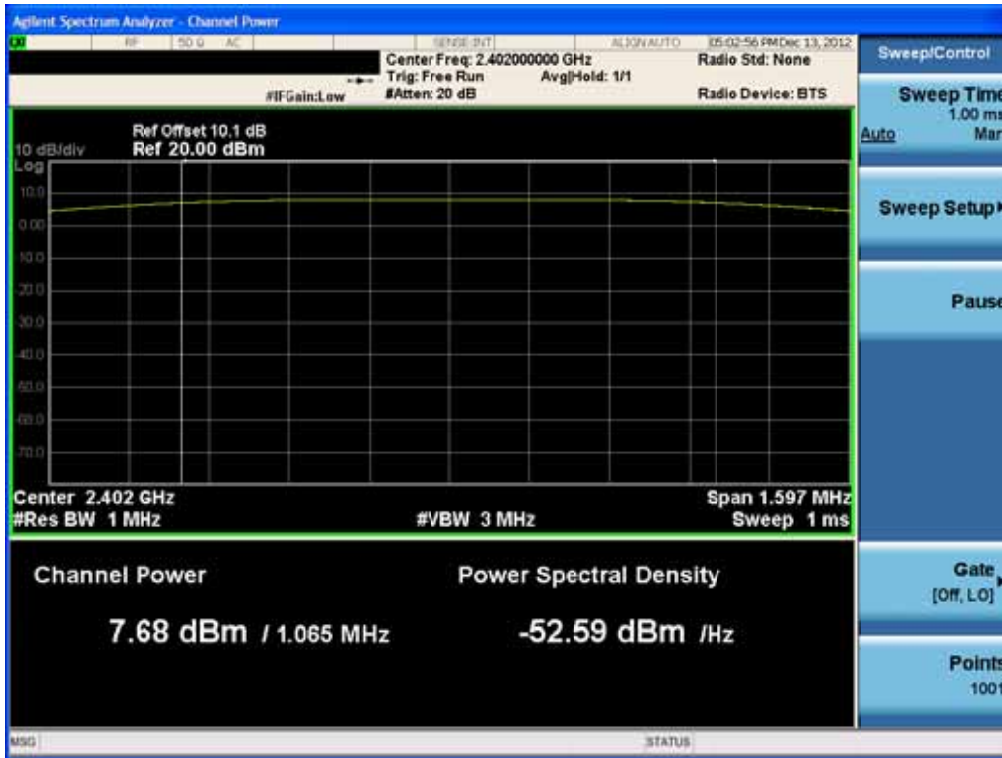 Agilent Spectrum Analyzer - Channel Power
RF 50 Ω AC SENSE:INT ALIGN AUTO 05:02:56 PM Dec 13, 2012
Center Freq: 2.402000000 GHz Radio Std: None
Trig: Free Run Avg|Hold: 1/1
#IFGain:Low #Atten: 20 dB Radio Device: BTS
Ref Offset 10.1 dB
10 dB/div Ref 20.00 dBm
Log
10.0
0.00
-10.0
-20.0
-30.0
-40.0
-50.0
-60.0
-70.0
Center 2.402 GHz Span 1.597 MHz
#Res BW 1 MHz #VBW 3 MHz Sweep 1 ms
Channel Power Power Spectral Density
7.68 dBm / 1.065 MHz -52.59 dBm /Hz
MSG STATUS
Sweep/Control
Sweep Time
1.00 ms
Auto Man
Sweep Setup
Pause
Gate
[Off, LO]
Points
1001